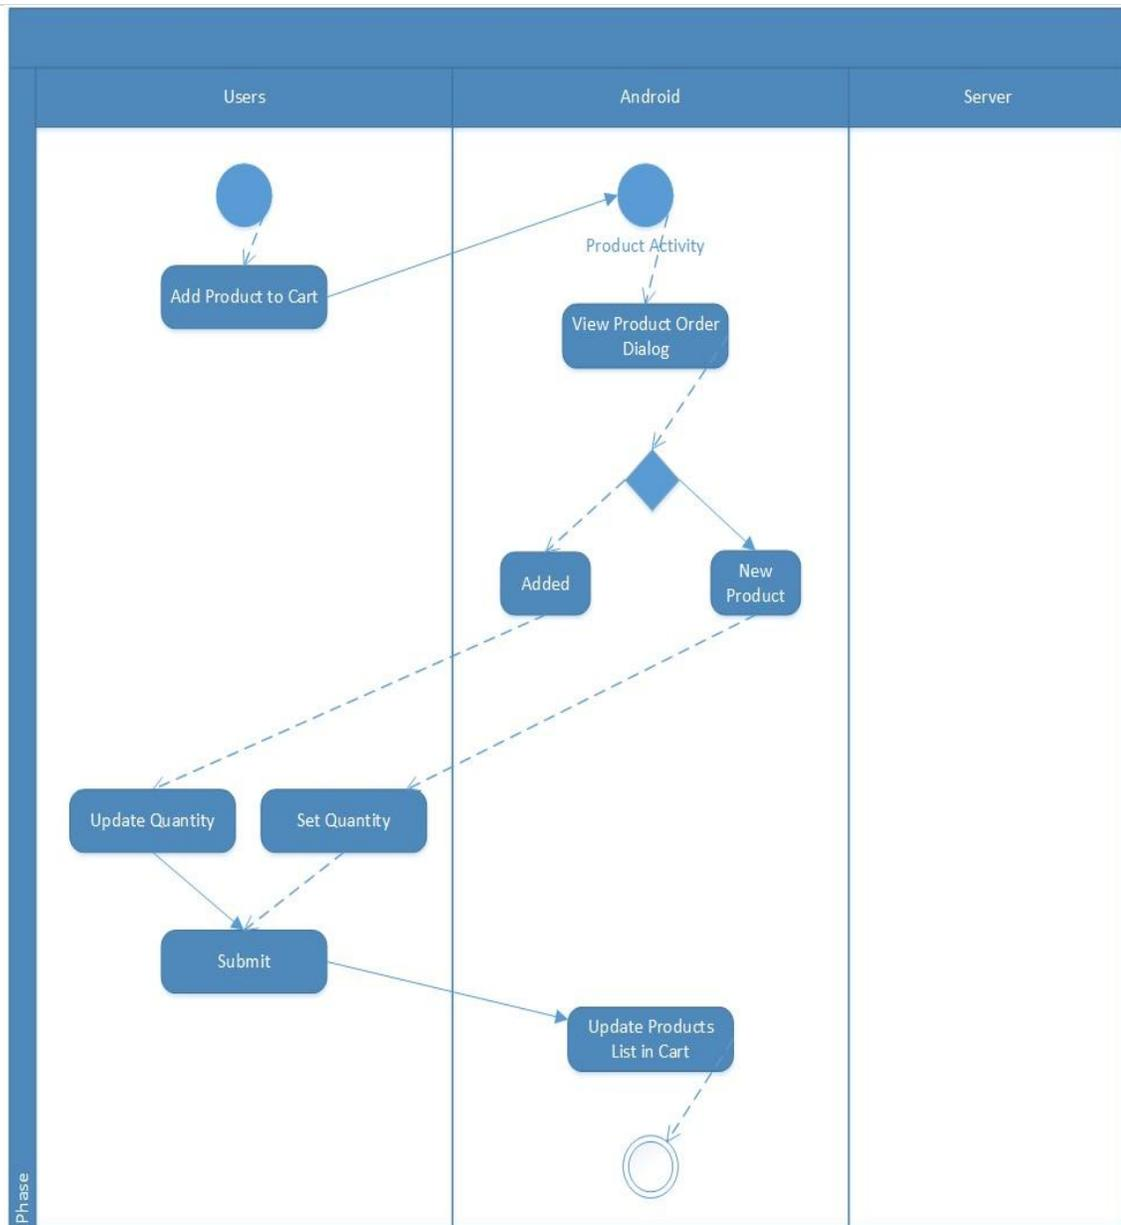 Users
Android
Server
Product Activity
Add Product to Cart
View Product Order
Dialog
Added
New
Product
Update Quantity
Set Quantity
Submit
Update Products
List in Cart
Phase